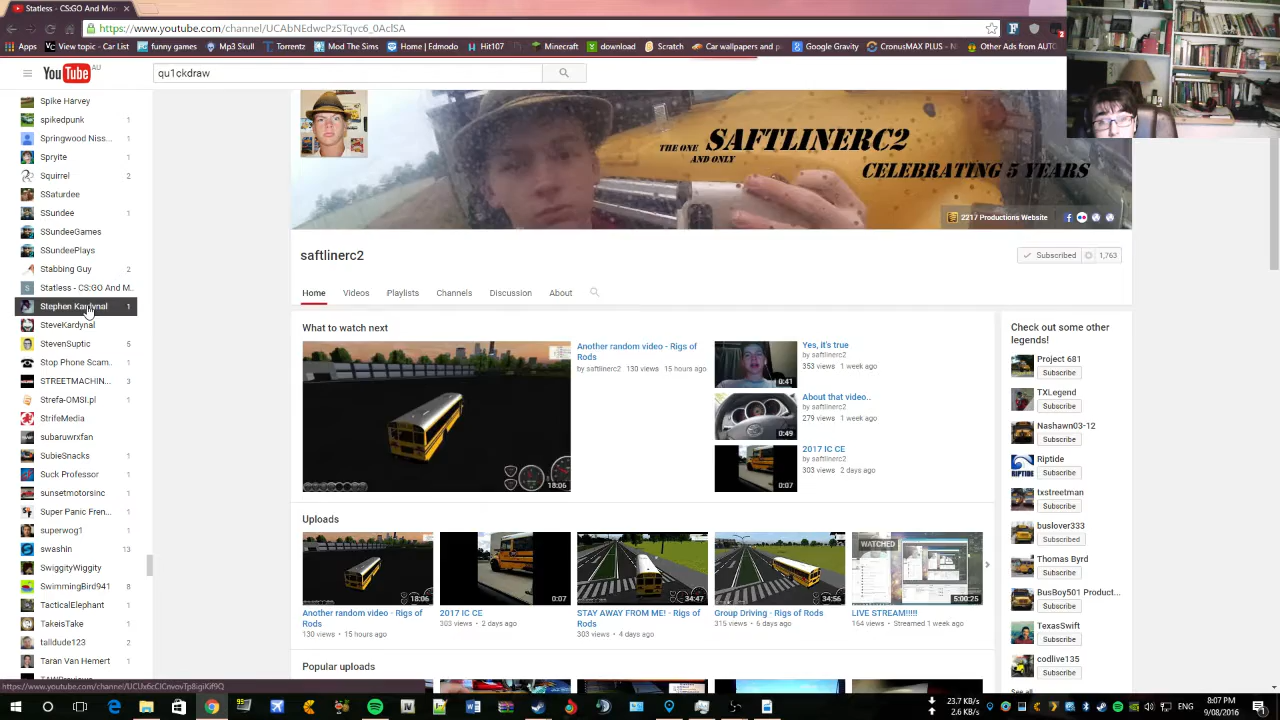 Statless - CS:GO And Mo
https://www.youtube.com/channel/UCAbNEdwcPzSTqvc6_0AclSA
Apps
View topic - Car List
funny games
Mp3 Skull
Torrentz
Mod The Sims
Home | Edmodo
Hit107
Minecraft
download
Scratch
Car wallpapers and pa
Google Gravity
CronusMAX PLUS - N
Other Ads from AUTO
YouTube AU
qu1ckdraw
Spike Harvey
spikedpunk 1
Springwood Niss... 1
Spryite 1
Squirrel 2
SSaturdee
SSundee 1
SSundeeGames
SSundeePlays
Stabbing Guy 2
Statless - CS:GO And M..
Stephen Kardynal 1
SteveKardynal
StevenSuptic 5
Stop Phone Scam.. 1
STREETMACHIN... 3
Strefa-OMSI.pl 1
StrifeMedia
subaruwrxfan
SubieSnacks 1
Suck Professor 1
sunsetmotorsinc 1
Super Panic Fren... 1
superwog1 1
swashin 13
SwiggityWiggity
SwimmingBird941 8
TacticalElephant 1
TakeisTake 1
talldude123 2
Taran Van Hemert 1
THE ONE AND ONLY
SAFTLINERC2
CELEBRATING 5 YEARS
2217 Productions Website
saftlinerc2
Subscribed 1,763
Home Videos Playlists Channels Discussion About
What to watch next
18:06
Another random video - Rigs of
Rods
by saftlinerc2 130 views 15 hours ago
0:41
Yes, it's true
by saftlinerc2
353 views 1 week ago
0:49
About that video..
by saftlinerc2
279 views 1 week ago
0:07
2017 IC CE
by saftlinerc2
303 views 2 days ago
Uploads
18:06
Another random video - Rigs of
Rods
130 views • 15 hours ago
0:07
2017 IC CE
303 views • 2 days ago
34:47
STAY AWAY FROM ME! - Rigs of
Rods
303 views • 4 days ago
34:56
Group Driving - Rigs of Rods
315 views • 6 days ago
WATCHED
5:00:25
LIVE STREAM!!!!!
164 views • Streamed 1 week ago
Popular uploads
Check out some other
legends!
Project 681
Subscribe
TXLegend
Subscribe
Nashawn03-12
Subscribe
RIPTIDE
Riptide
Subscribe
txstreetman
Subscribe
buslover333
Subscribed
Thomas Byrd
Subscribe
BusBoy501 Product...
Subscribe
TexasSwift
Subscribe
codlive135
Subscribe
See all
23.7 KB/s
2.6 KB/s
ENG
8:07 PM
9/08/2016